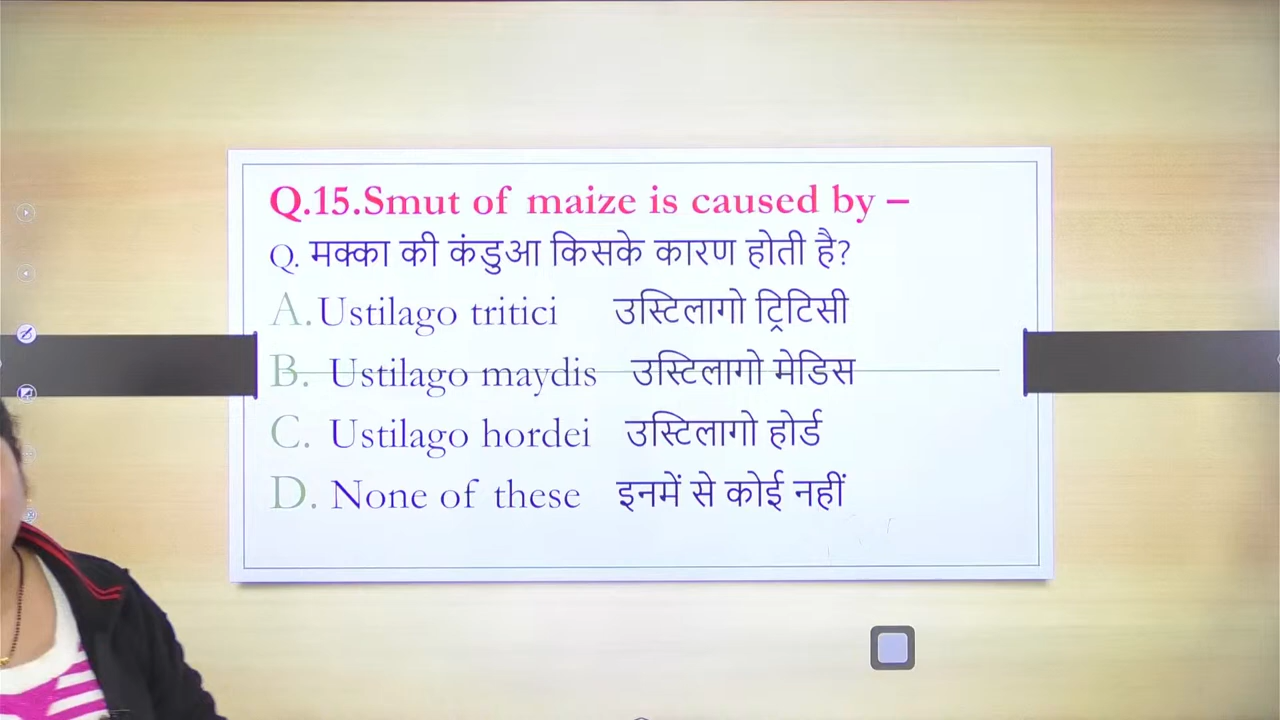 Q.15.Smut of maize is caused by –
Q. मक्का की कंडुआ किसके कारण होती है?
A. Ustilago tritici उस्टिलागो ट्रिटिसी
B. Ustilago maydis उस्टिलागो मेडिस
C. Ustilago hordei उस्टिलागो होर्ड
D. None of these इनमें से कोई नहीं